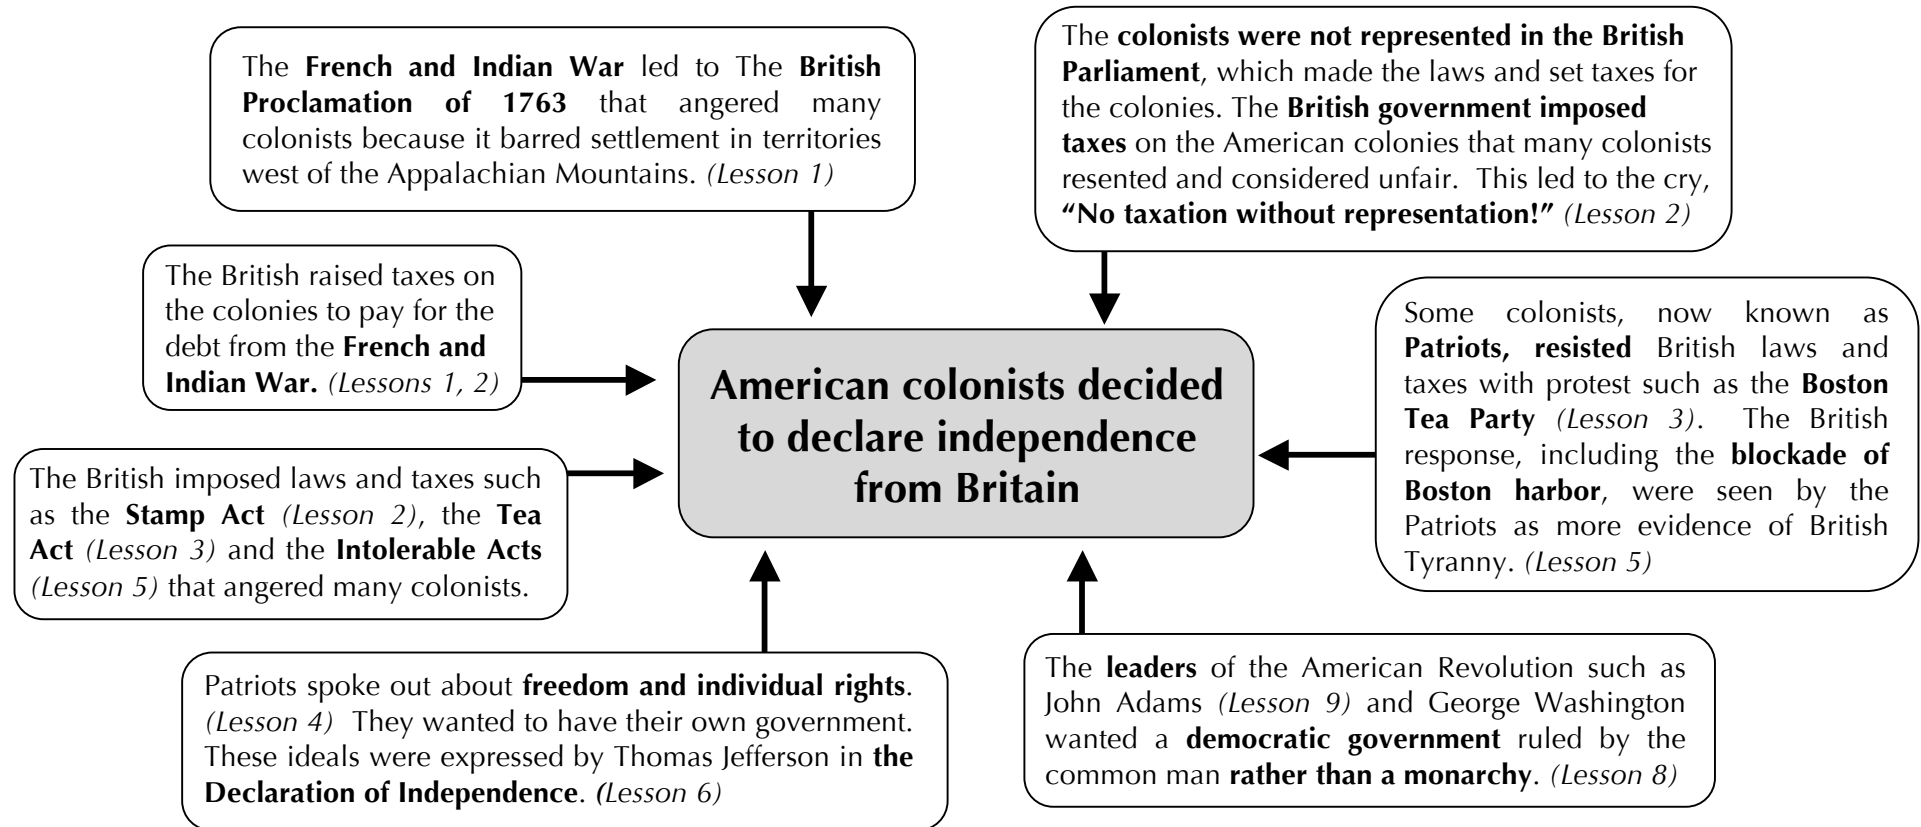 The French and Indian War led to The British
Proclamation of 1763 that angered many
colonists because it barred settlement in territories
west of the Appalachian Mountains. (Lesson 1)
The colonists were not represented in the British
Parliament, which made the laws and set taxes for
the colonies. The British government imposed
taxes on the American colonies that many colonists
resented and considered unfair.  This led to the cry,
“No taxation without representation!” (Lesson 2)
The British raised taxes on
the colonies to pay for the
debt from the French and
Indian War. (Lessons 1, 2)
Some colonists, now known as
Patriots, resisted British laws and
taxes with protest such as the Boston
Tea Party (Lesson 3).  The British
response, including the blockade of
Boston harbor, were seen by the
Patriots as more evidence of British
Tyranny. (Lesson 5)
American colonists decided
to declare independence
from Britain
The British imposed laws and taxes such
as the Stamp Act (Lesson 2), the Tea
Act (Lesson 3) and the Intolerable Acts
(Lesson 5) that angered many colonists.
Patriots spoke out about freedom and individual rights.
(Lesson 4)  They wanted to have their own government.
These ideals were expressed by Thomas Jefferson in the
Declaration of Independence. (Lesson 6)
The leaders of the American Revolution such as
John Adams (Lesson 9) and George Washington
wanted a democratic government ruled by the
common man rather than a monarchy. (Lesson 8)